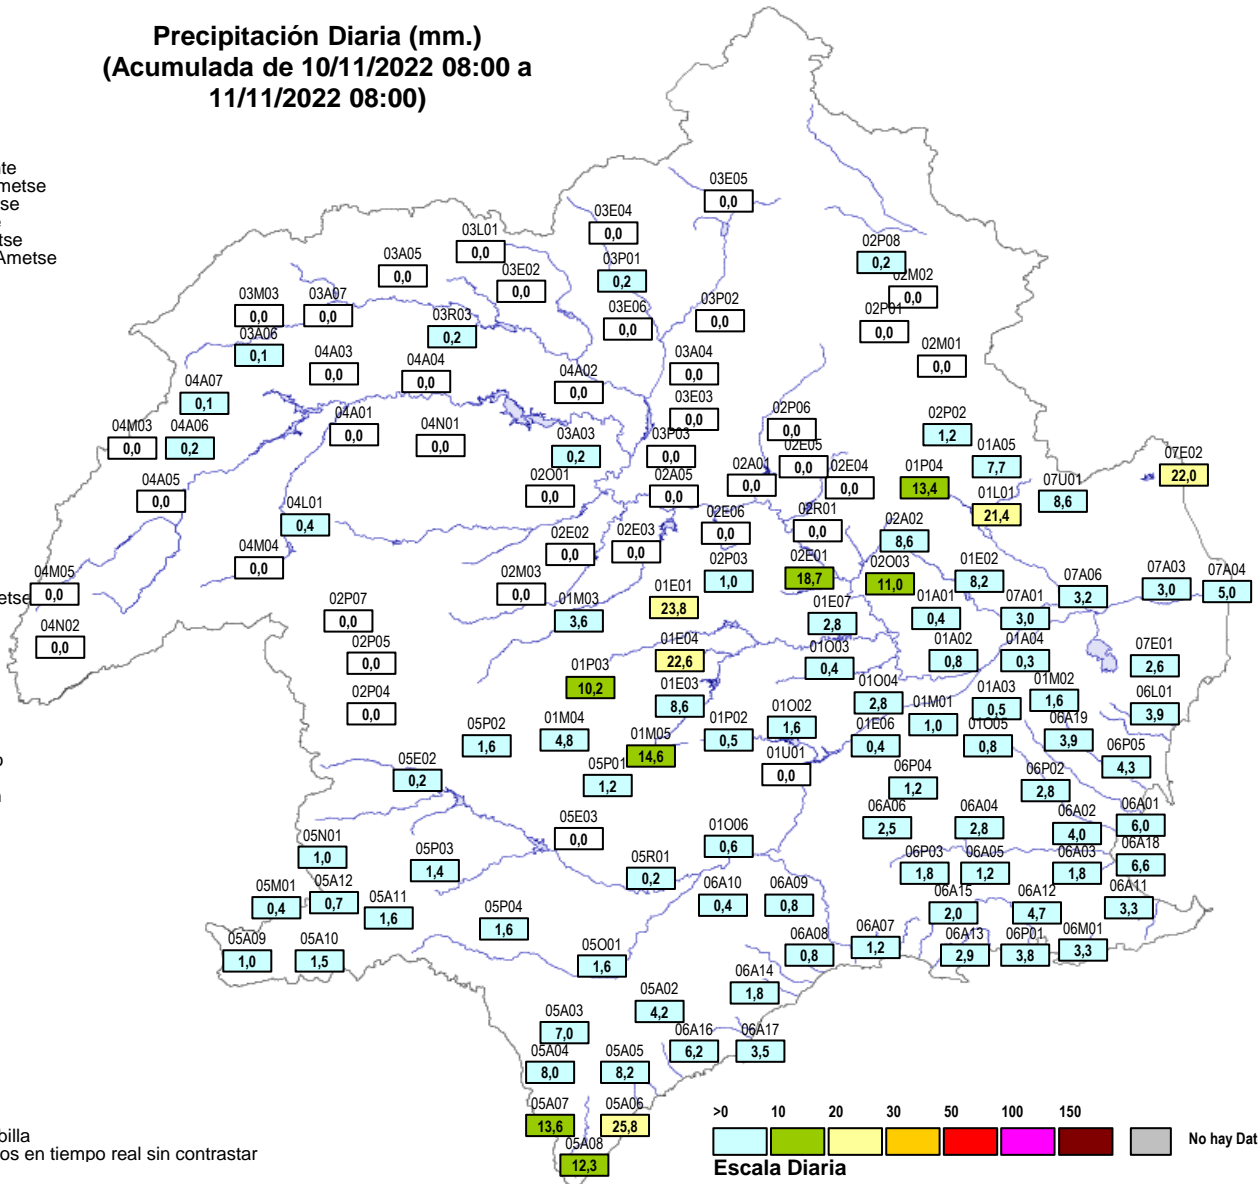 Precipitación Diaria (mm.)
(Acumulada de 10/11/2022 08:00 a
11/11/2022 08:00)
03E05
0,0
03E04
0,0
03L01
0,0
03A05
0,0
03E02
0,0
03P01
0,2
02P08
0,2
02M02
0,0
03M03
0,0
03A07
0,0
03R03
0,2
03E06
0,0
03P02
0,0
02P01
0,0
03A06
0,1
04A03
0,0
04A04
0,0
04A02
0,0
03A04
0,0
02M01
0,0
04A07
0,1
04A01
0,0
03E03
0,0
02P06
0,0
02P02
1,2
04M03
0,0
04A06
0,2
04N01
0,0
03A03
0,2
03P03
0,0
02E05
0,0
01A05
7,7
07E02
22,0
04A05
0,0
02O01
0,0
02A05
0,0
02A01
0,0
02E04
0,0
01P04
13,4
07U01
8,6
01L01
21,4
04L01
0,4
02E06
0,0
02R01
0,0
02A02
8,6
04M04
0,0
02E02
0,0
02E03
0,0
02P03
1,0
02E01
18,7
02O03
11,0
01E02
8,2
07A06
3,2
07A03
3,0
07A04
5,0
04M05
0,0
02M03
0,0
01M03
3,6
01E01
23,8
01E07
2,8
01A01
0,4
07A01
3,0
04N02
0,0
02P07
0,0
02P05
0,0
01E04
22,6
01O03
0,4
01A02
0,8
01A04
0,3
07E01
2,6
02P04
0,0
01P03
10,2
01E03
8,6
01O04
2,8
01A03
0,5
01M02
1,6
06L01
3,9
05P02
1,6
01M04
4,8
01M05
14,6
01P02
0,5
01O02
1,6
01E06
0,4
01M01
1,0
01O05
0,8
06A19
3,9
06P05
4,3
05E02
0,2
05P01
1,2
01U01
0,0
06P04
1,2
06P02
2,8
05E03
0,0
01O06
0,6
06A06
2,5
06A04
2,8
06A02
4,0
06A01
6,0
05N01
1,0
05P03
1,4
05R01
0,2
06P03
1,8
06A05
1,2
06A03
1,8
06A18
6,6
05M01
0,4
05A12
0,7
05A11
1,6
05P04
1,6
06A10
0,4
06A09
0,8
06A15
2,0
06A12
4,7
06A11
3,3
05A09
1,0
05A10
1,5
05O01
1,6
06A08
0,8
06A07
1,2
06A13
2,9
06P01
3,8
06M01
3,3
05A02
4,2
06A14
1,8
05A03
7,0
06A16
6,2
06A17
3,5
05A04
8,0
05A05
8,2
05A07
13,6
05A06
25,8
05A08
12,3
nte
metse
se
tse
Ametse
etse
billa
os en tiempo real sin contrastar
>0 10 20 30 50 100 150
No hay Dat
Escala Diaria